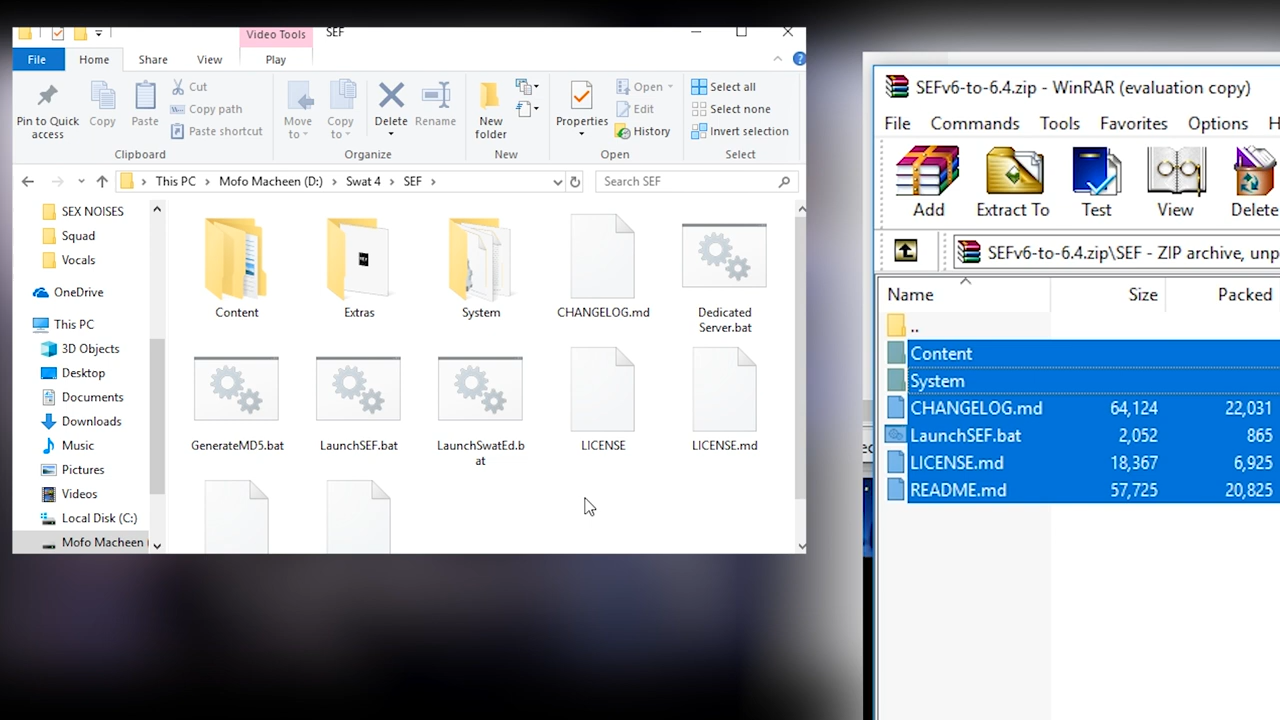 Video Tools
SEF
File
Home
Share
View
Play
Pin to Quick
access
Copy
Paste
Cut
Copy path
Paste shortcut
Clipboard
Move
to
Copy
to
Delete
Rename
Organize
New
folder
New
Properties
Open
Edit
History
Open
Select all
Select none
Invert selection
Select
This PC
Mofo Macheen (D:)
Swat 4
SEF
Search SEF
SEX NOISES
Squad
Vocals
OneDrive
This PC
3D Objects
Desktop
Documents
Downloads
Music
Pictures
Videos
Local Disk (C:)
Mofo Macheen (
Content
Extras
System
CHANGELOG.md
Dedicated
Server.bat
GenerateMD5.bat
LaunchSEF.bat
LaunchSwatEd.b
at
LICENSE
LICENSE.md
SEFv6-to-6.4.zip - WinRAR (evaluation copy)
File
Commands
Tools
Favorites
Options
H
Add
Extract To
Test
View
Delete
SEFv6-to-6.4.zip\SEF - ZIP archive, unp
Name
Size
Packed
..
Content
System
CHANGELOG.md 64,124 22,031
LaunchSEF.bat 2,052 865
LICENSE.md 18,367 6,925
README.md 57,725 20,825